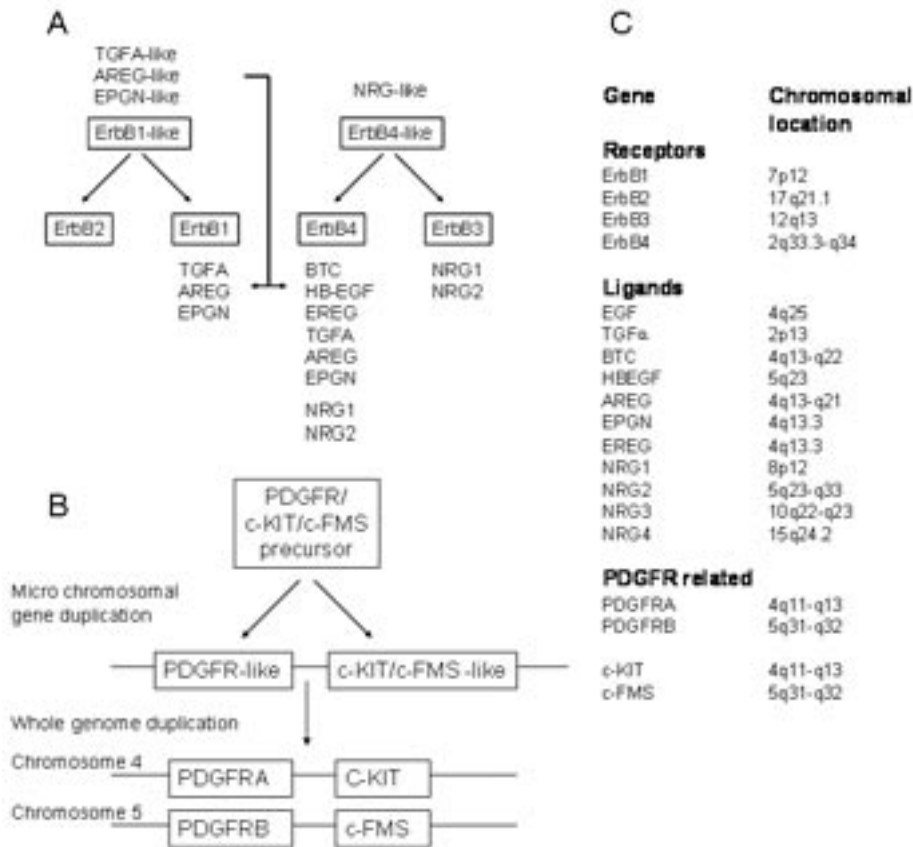 A
TGFA-like
AREG-like
EPGN-like
NRG-like
ErbB1-like
ErbB4-like
ErbB2
ErbB1
ErbB4
ErbB3
TGFA
AREG
EPGN
BTC
HB-EGF
EREG
TGFA
AREG
EPGN
NRG1
NRG2
NRG1
NRG2
B
PDGFR/
c-KIT/c-FMS
precursor
Micro chromosomal
gene duplication
PDGFR-like
c-KIT/c-FMS-like
Whole genome duplication
Chromosome 4
PDGFRA
C-KIT
Chromosome 5
PDGFRB
c-FMS
C
Gene Chromosomal
location
Receptors
ErbB1 7p12
ErbB2 17q21.1
ErbB3 12q13
ErbB4 2q33.3-q34
Ligands
EGF 4q25
TGFα 2p13
BTC 4q13-q22
HBEGF 5q23
AREG 4q13-q21
EPGN 4q13.3
EREG 4q13.3
NRG1 8p12
NRG2 5q23-q33
NRG3 10q22-q23
NRG4 15q24.2
PDGFR related
PDGFRA 4q11-q13
PDGFRB 5q31-q32
c-KIT 4q11-q13
c-FMS 5q31-q32